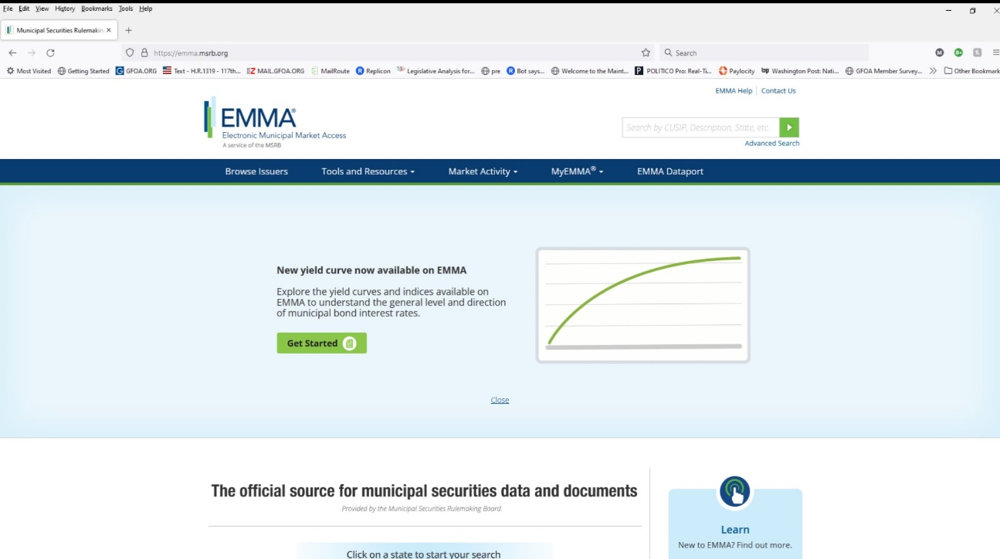 File Edit View History Bookmarks Tools Help
Municipal Securities Rulemakin
https://emma.msrb.org
Search
Most Visited Getting Started GFOA.ORG Text - H.R.1319 - 117th... MAIL.GFOA.ORG MailRoute Replicon Legislative Analysis for... pre Bot says... Welcome to the Maint... POLITICO Pro: Real-Ti... Paylocity Washington Post: Nati... GFOA Member Survey... Other Bookmark
EMMA Help Contact Us
EMMA®
Electronic Municipal Market Access
A service of the MSRB
Search by CUSIP, Description, State, etc.
Advanced Search
Browse Issuers Tools and Resources Market Activity MyEMMA® EMMA Dataport
New yield curve now available on EMMA
Explore the yield curves and indices available on
EMMA to understand the general level and direction
of municipal bond interest rates.
Get Started
Close
The official source for municipal securities data and documents
Provided by the Municipal Securities Rulemaking Board.
Click on a state to start your search
Learn
New to EMMA? Find out more.